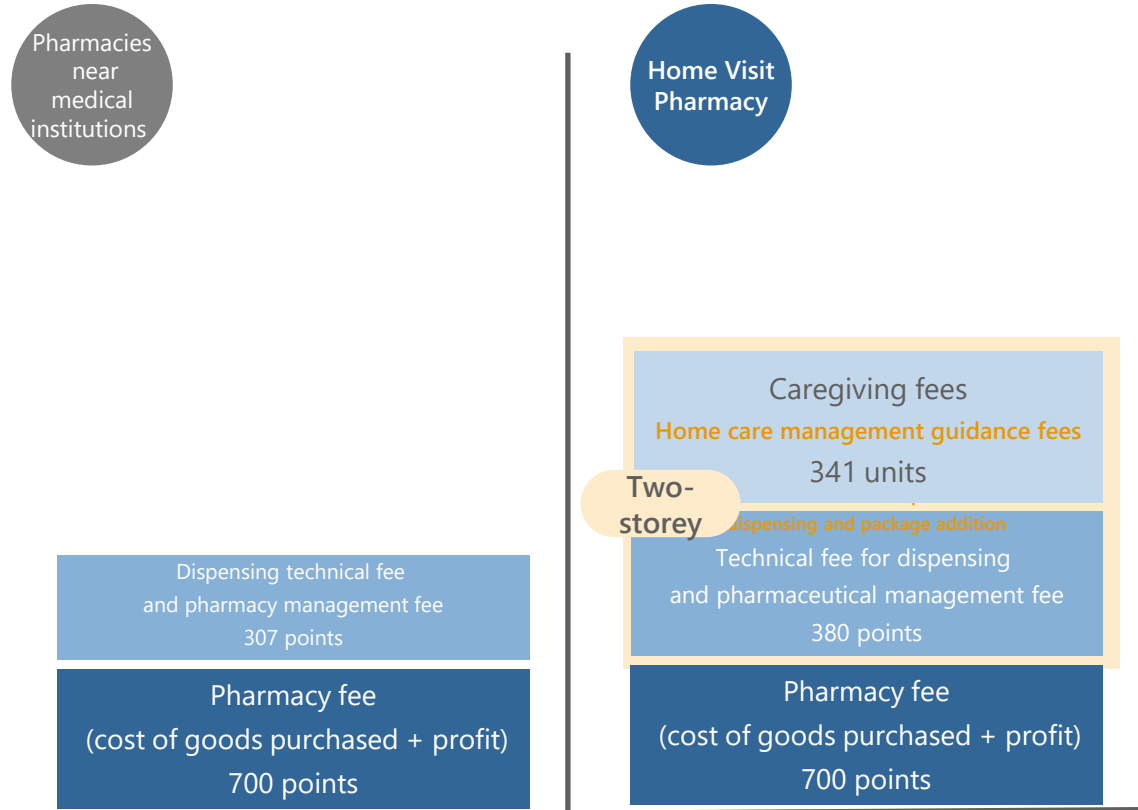 Pharmacies
near
medical
institutions
Home Visit
Pharmacy
Caregiving fees
Home care management guidance fees
341 units
Two-
storey
dispensing and package addition
Technical fee for dispensing
and pharmaceutical management fee
380 points
Dispensing technical fee
and pharmacy management fee
307 points
Pharmacy fee
(cost of goods purchased + profit)
700 points
Pharmacy fee
(cost of goods purchased + profit)
700 points